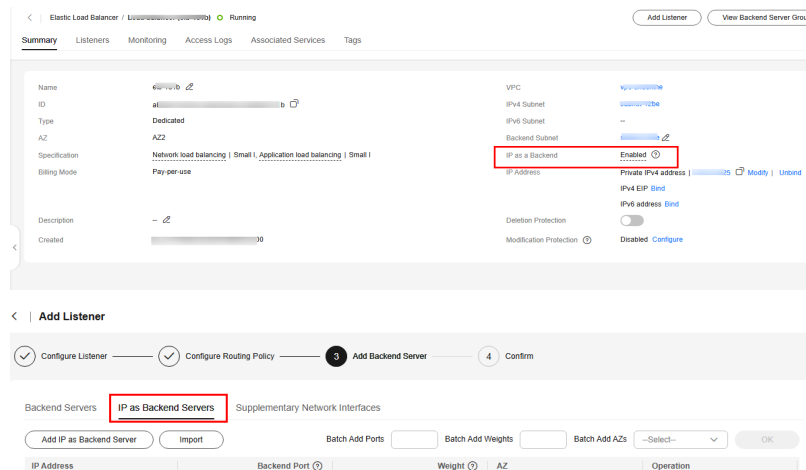 Elastic Load Balancer / Running Add Listener View Backend Server Grou
Summary Listeners Monitoring Access Logs Associated Services Tags
Name VPC
ID b IPv4 Subnet
Type Dedicated IPv6 Subnet --
AZ AZ2 Backend Subnet
Specification Network load balancing | Small I, Application load balancing | Small I IP as a Backend Enabled
Billing Mode Pay-per-use IP Address Private IPv4 address | 25 Modify | Unbind
IPv4 EIP Bind
IPv6 address Bind
Description -- Deletion Protection
Created 00 Modification Protection Disabled Configure
Add Listener
Configure Listener Configure Routing Policy 3 Add Backend Server 4 Confirm
Backend Servers IP as Backend Servers Supplementary Network Interfaces
Add IP as Backend Server Import Batch Add Ports Batch Add Weights Batch Add AZs --Select-- OK
IP Address Backend Port Weight AZ Operation